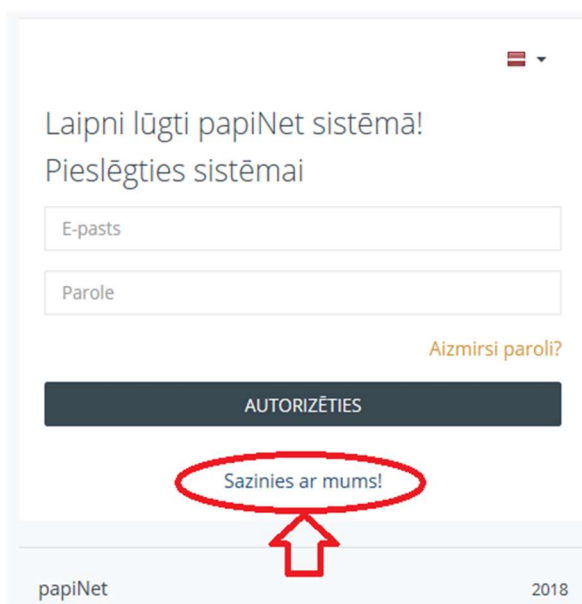 Laipni lūgti papiNet sistēmā!
Pieslēgties sistēmai
E-pasts
Parole
Aizmirsi paroli?
AUTORIZĒTIES
Sazinies ar mums!
papiNet 2018